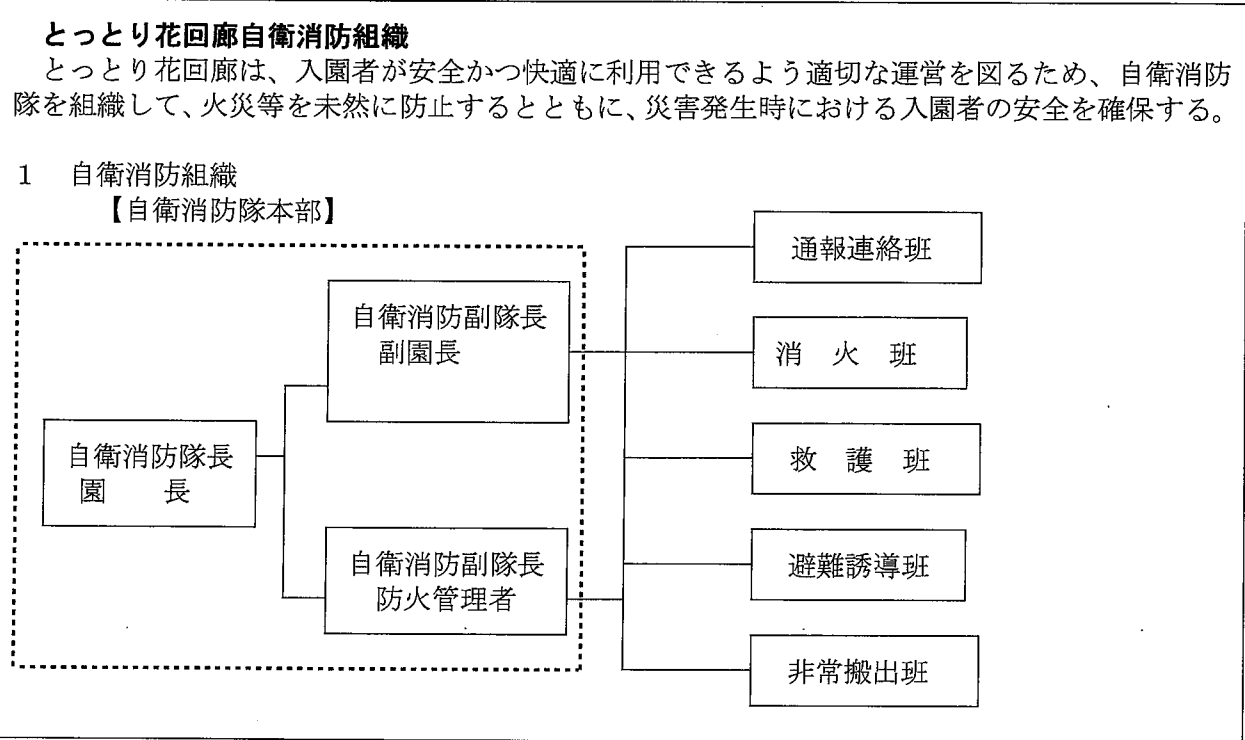 とっとり花回廊自衛消防組織
とっとり花回廊は、入園者が安全かつ快適に利用できるよう適切な運営を図るため、自衛消防
隊を組織して、火災等を未然に防止するとともに、災害発生時における入園者の安全を確保する。
1　自衛消防組織
【自衛消防隊本部】
自衛消防隊長
園　　長
自衛消防副隊長
副園長
自衛消防副隊長
防火管理者
通報連絡班
消　火　班
救　護　班
避難誘導班
非常搬出班